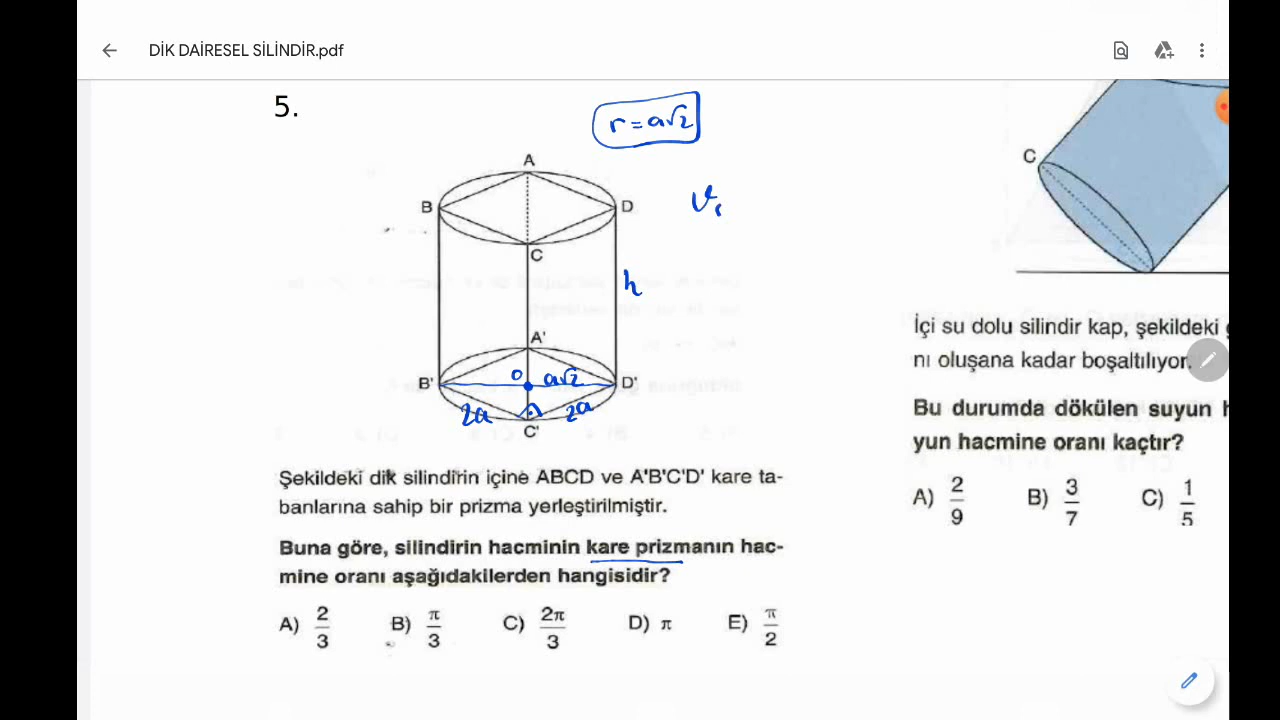 DİK DAİRESEL SİLİNDİR.pdf
5.
r = a√2
A
B
D
C
V₁
h
A'
B'
O
a√2
D'
2a
2a
C'
Şekildeki dik silindirin içine ABCD ve A'B'C'D' kare ta-
banlarına sahip bir prizma yerleştirilmiştir.
Buna göre, silindirin hacminin kare prizmanın hac-
mine oranı aşağıdakilerden hangisidir?
A) 2/3 B) π/3 C) 2π/3 D) π E) π/2
C
İçi su dolu silindir kap, şekildeki
nı oluşana kadar boşaltılıyor.
Bu durumda dökülen suyun
yun hacmine oranı kaçtır?
A) 2/9 B) 3/7 C) 1/5